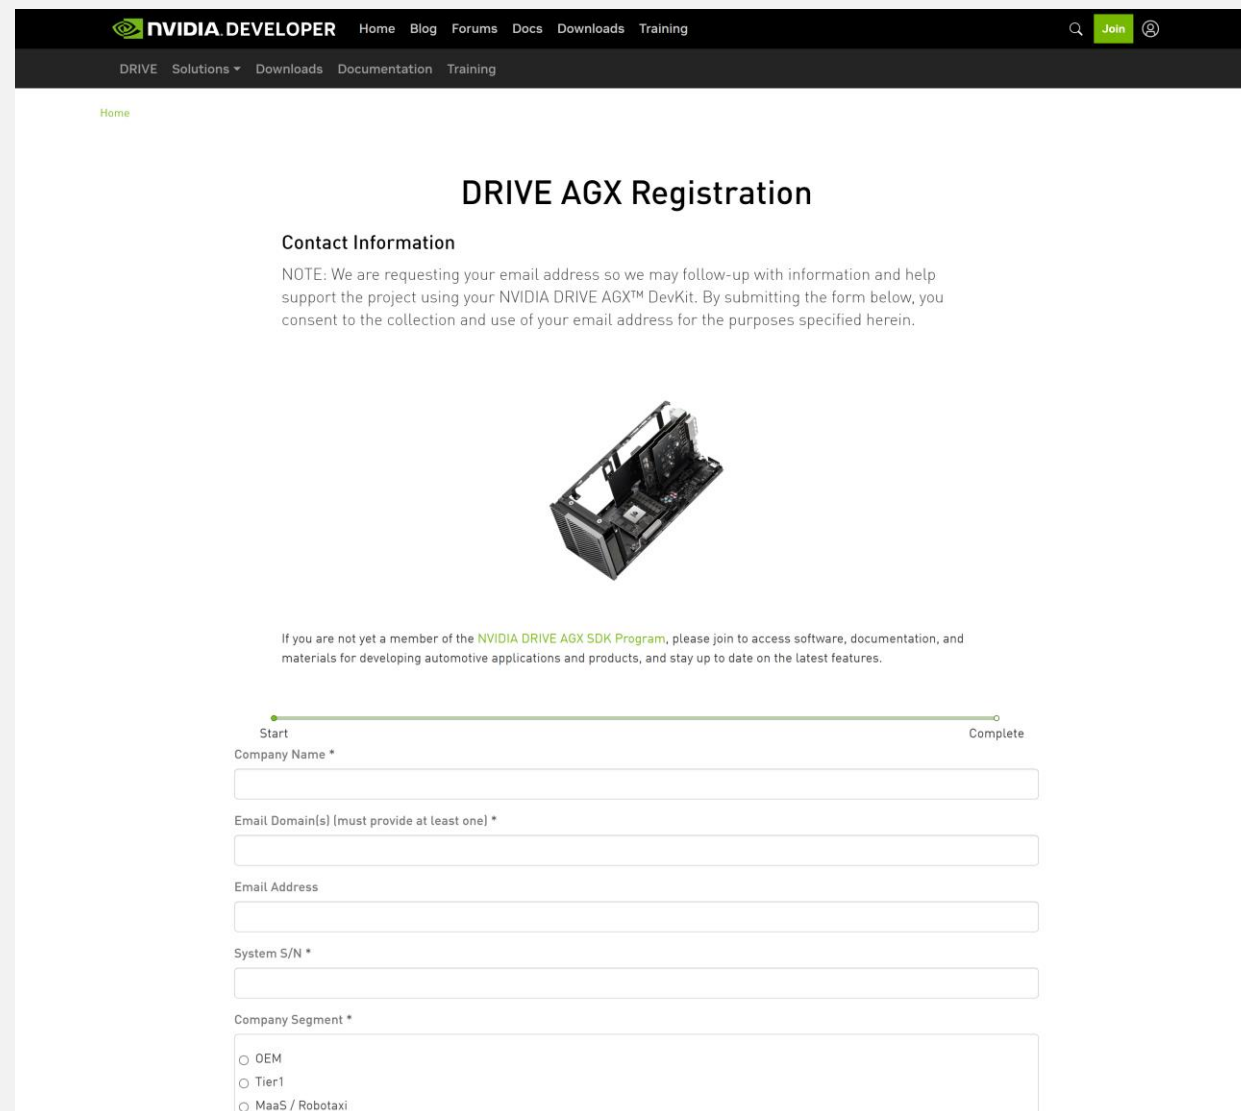 NVIDIA. DEVELOPER Home Blog Forums Docs Downloads Training Join
DRIVE Solutions Downloads Documentation Training
Home
DRIVE AGX Registration
Contact Information
NOTE: We are requesting your email address so we may follow-up with information and help
support the project using your NVIDIA DRIVE AGX™ DevKit. By submitting the form below, you
consent to the collection and use of your email address for the purposes specified herein.
If you are not yet a member of the NVIDIA DRIVE AGX SDK Program, please join to access software, documentation, and
materials for developing automotive applications and products, and stay up to date on the latest features.
Start Complete
Company Name *
Email Domain(s) (must provide at least one) *
Email Address
System S/N *
Company Segment *
OEM
Tier1
MaaS / Robotaxi